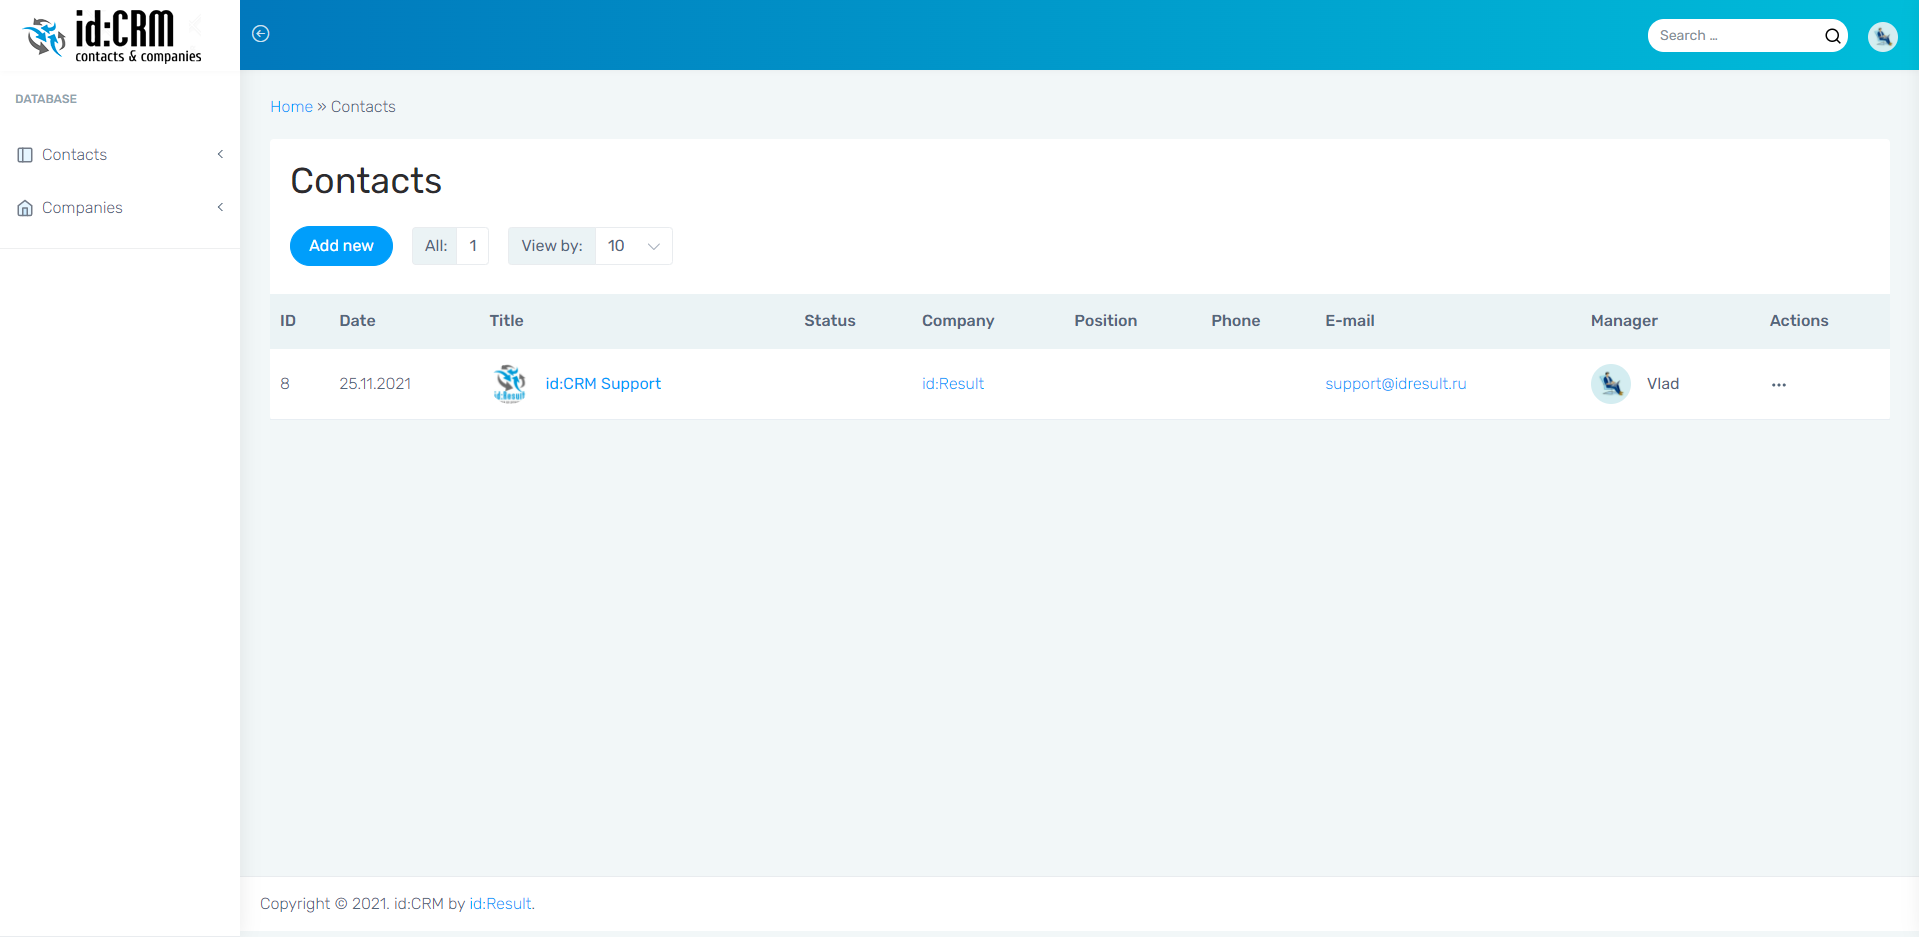 id:CRM
contacts & companies
Search ...
DATABASE
Contacts
Companies
Home » Contacts
Contacts
Add new All: 1 View by: 10
ID Date Title Status Company Position Phone E-mail Manager Actions
8 25.11.2021 id:Result id:CRM Support id:Result support@idresult.ru Vlad ...
Copyright © 2021. id:CRM by id:Result.